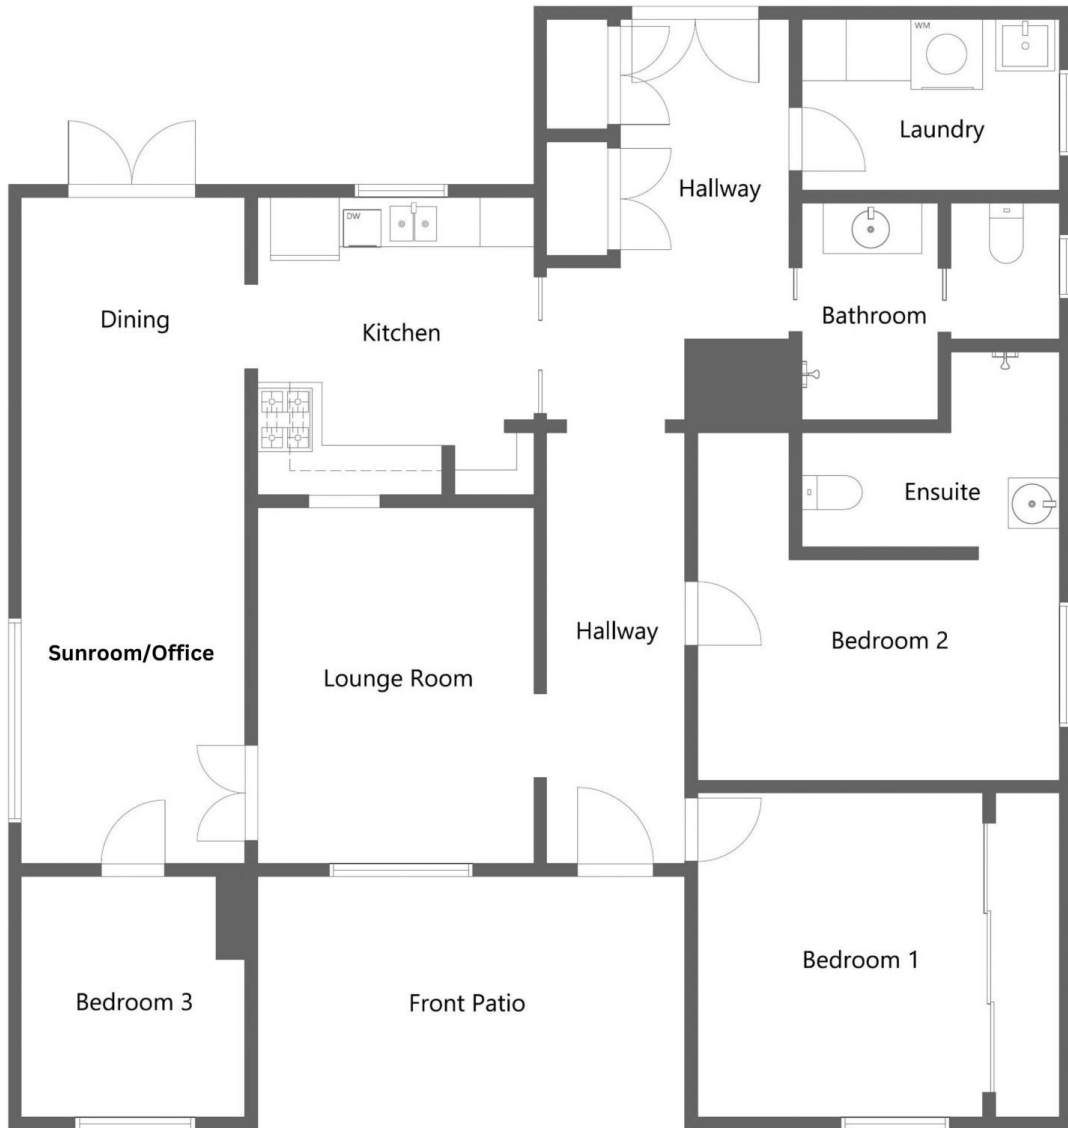 WM
Laundry
Hallway
DW
Dining
Kitchen
Bathroom
Ensuite
Hallway
Bedroom 2
Sunroom/Office
Lounge Room
Bedroom 1
Bedroom 3
Front Patio